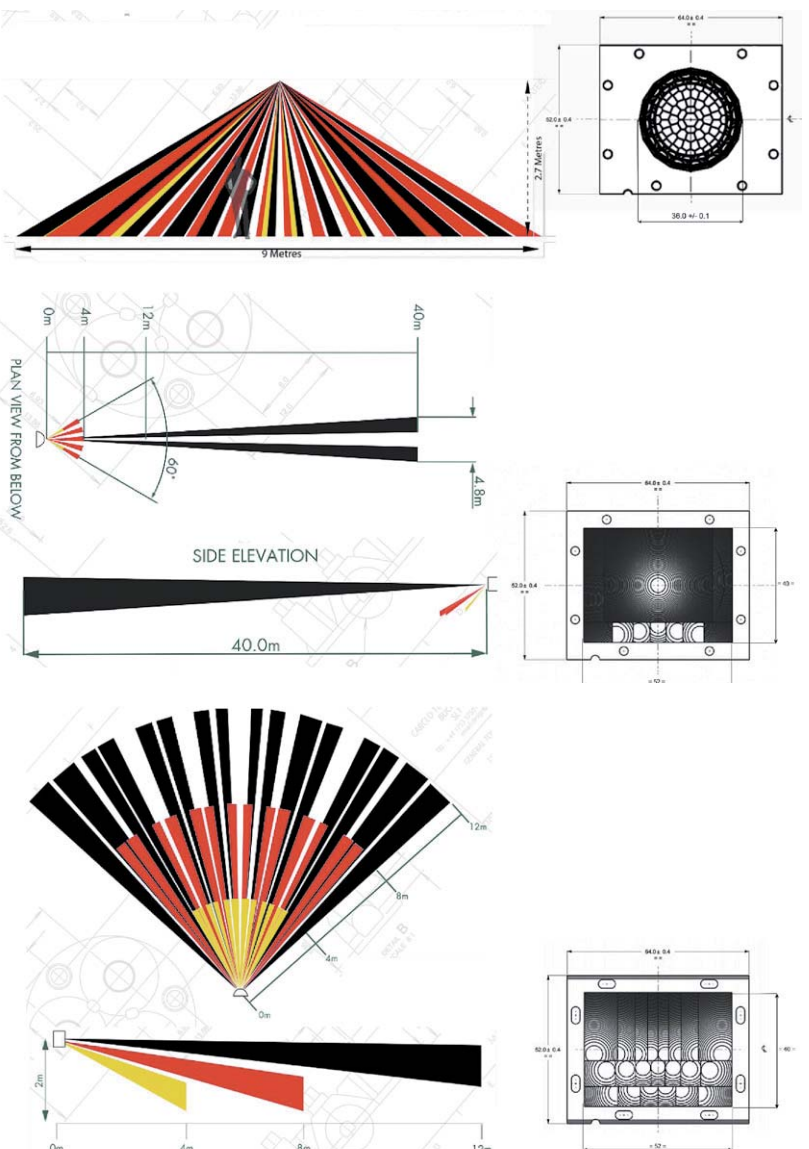 64.0 ± 0.4
52.0 ± 0.4
36.0 +/- 0.1
2.7 Metres
9 Metres
0m
4m
12m
40m
PLAN VIEW FROM BELOW
60°
4.8m
SIDE ELEVATION
40.0m
64.0 ± 0.4
52.0 ± 0.4
= 43 =
= 52 =
12m
8m
4m
0m
2m
0m
4m
8m
12m
64.0 ± 0.4
52.0 ± 0.4
= 52 =